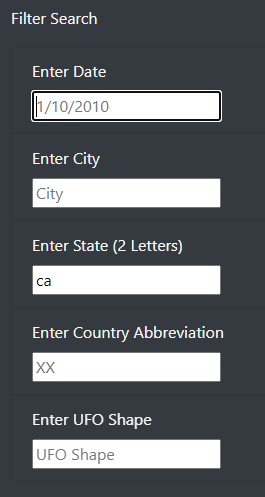 Filter Search
Enter Date
1/10/2010
Enter City
City
Enter State (2 Letters)
ca
Enter Country Abbreviation
XX
Enter UFO Shape
UFO Shape